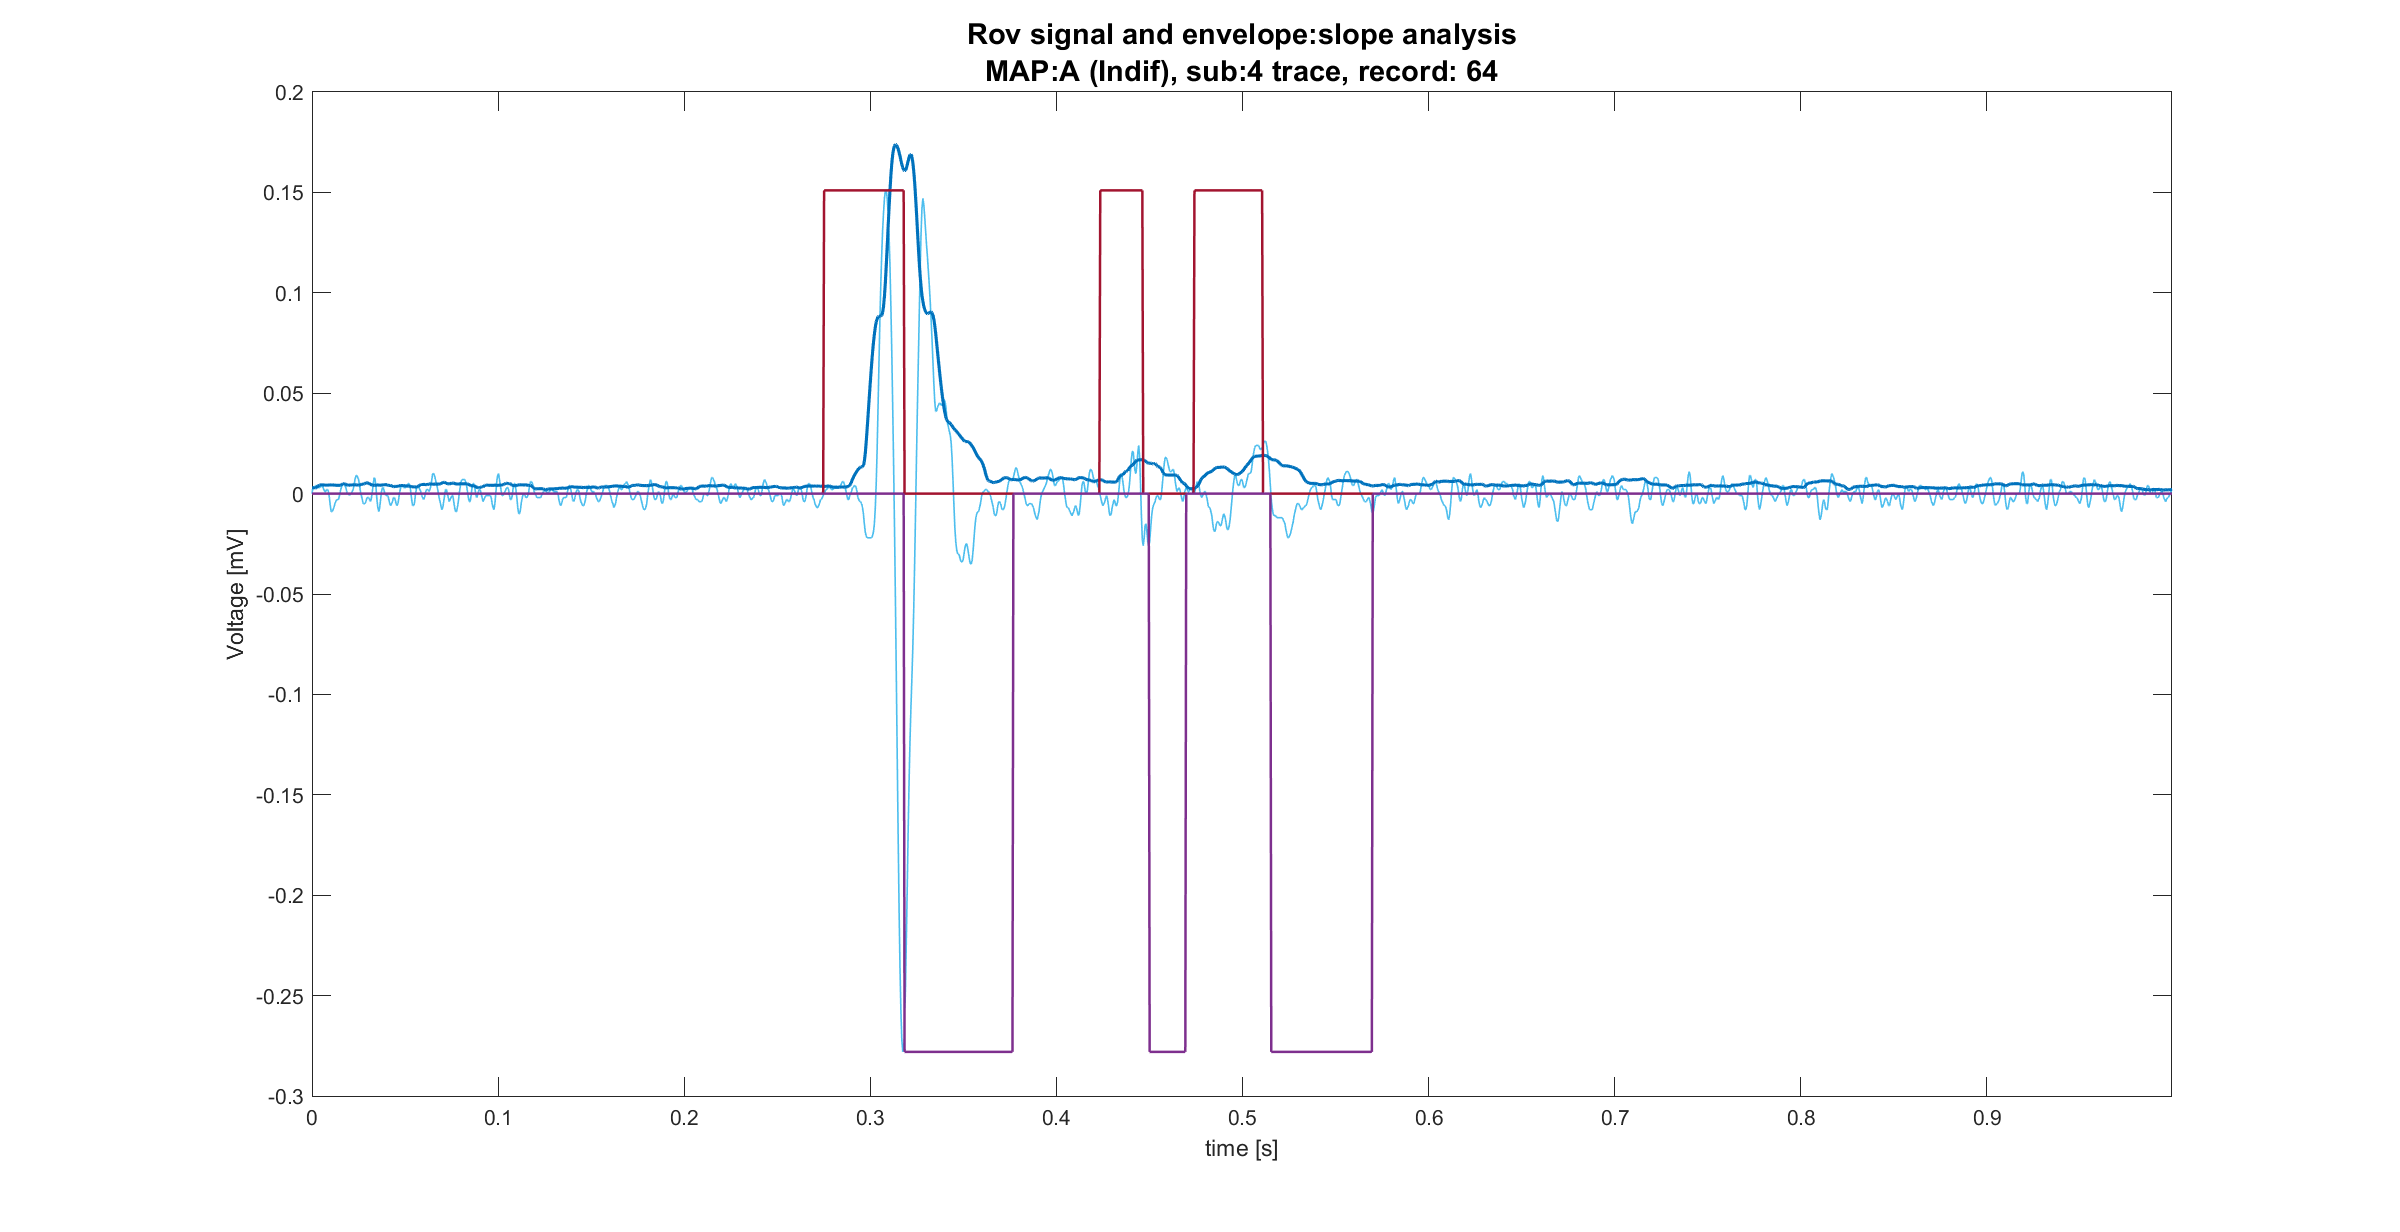 Rov signal and envelope:slope analysis
MAP:A (Indif), sub:4 trace, record: 64
0.2
0.15
0.1
0.05
0
-0.05
-0.1
-0.15
-0.2
-0.25
-0.3
Voltage [mV]
0 0.1 0.2 0.3 0.4 0.5 0.6 0.7 0.8 0.9
time [s]